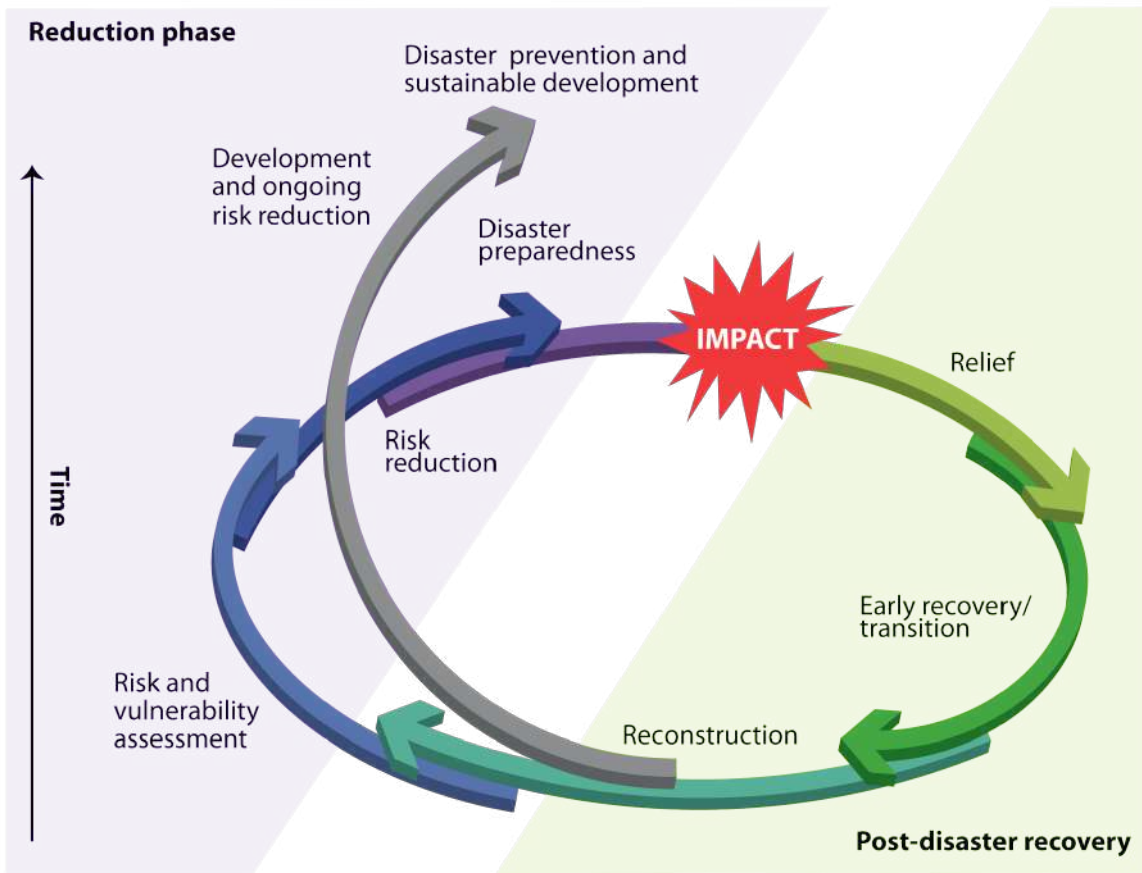 Reduction phase
Disaster prevention and
sustainable development
Development
and ongoing
risk reduction
Disaster
preparedness
IMPACT
Relief
Risk
reduction
Time
Early recovery/
transition
Risk and
vulnerability
assessment
Reconstruction
Post-disaster recovery